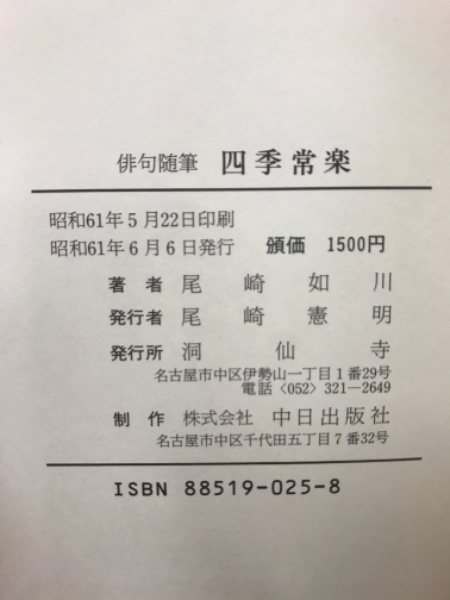 俳句随筆 四季常楽
昭和61年5月22日印刷
昭和61年6月6日発行 頒価 1500円
著者 尾崎如川
発行者 尾崎憲明
発行所 洞仙寺
名古屋市中区伊勢山一丁目1番29号
電話〈052〉321-2649
制作 株式会社 中日出版社
名古屋市中区千代田五丁目7番32号
ISBN 88519-025-8